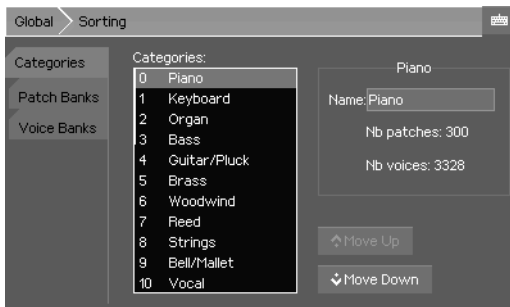 Global Sorting
Categories
Patch Banks
Voice Banks
Categories:
0 Piano
1 Keyboard
2 Organ
3 Bass
4 Guitar/Pluck
5 Brass
6 Woodwind
7 Reed
8 Strings
9 Bell/Mallet
10 Vocal
Piano
Name: Piano
Nb patches: 300
Nb voices: 3328
Move Up
Move Down